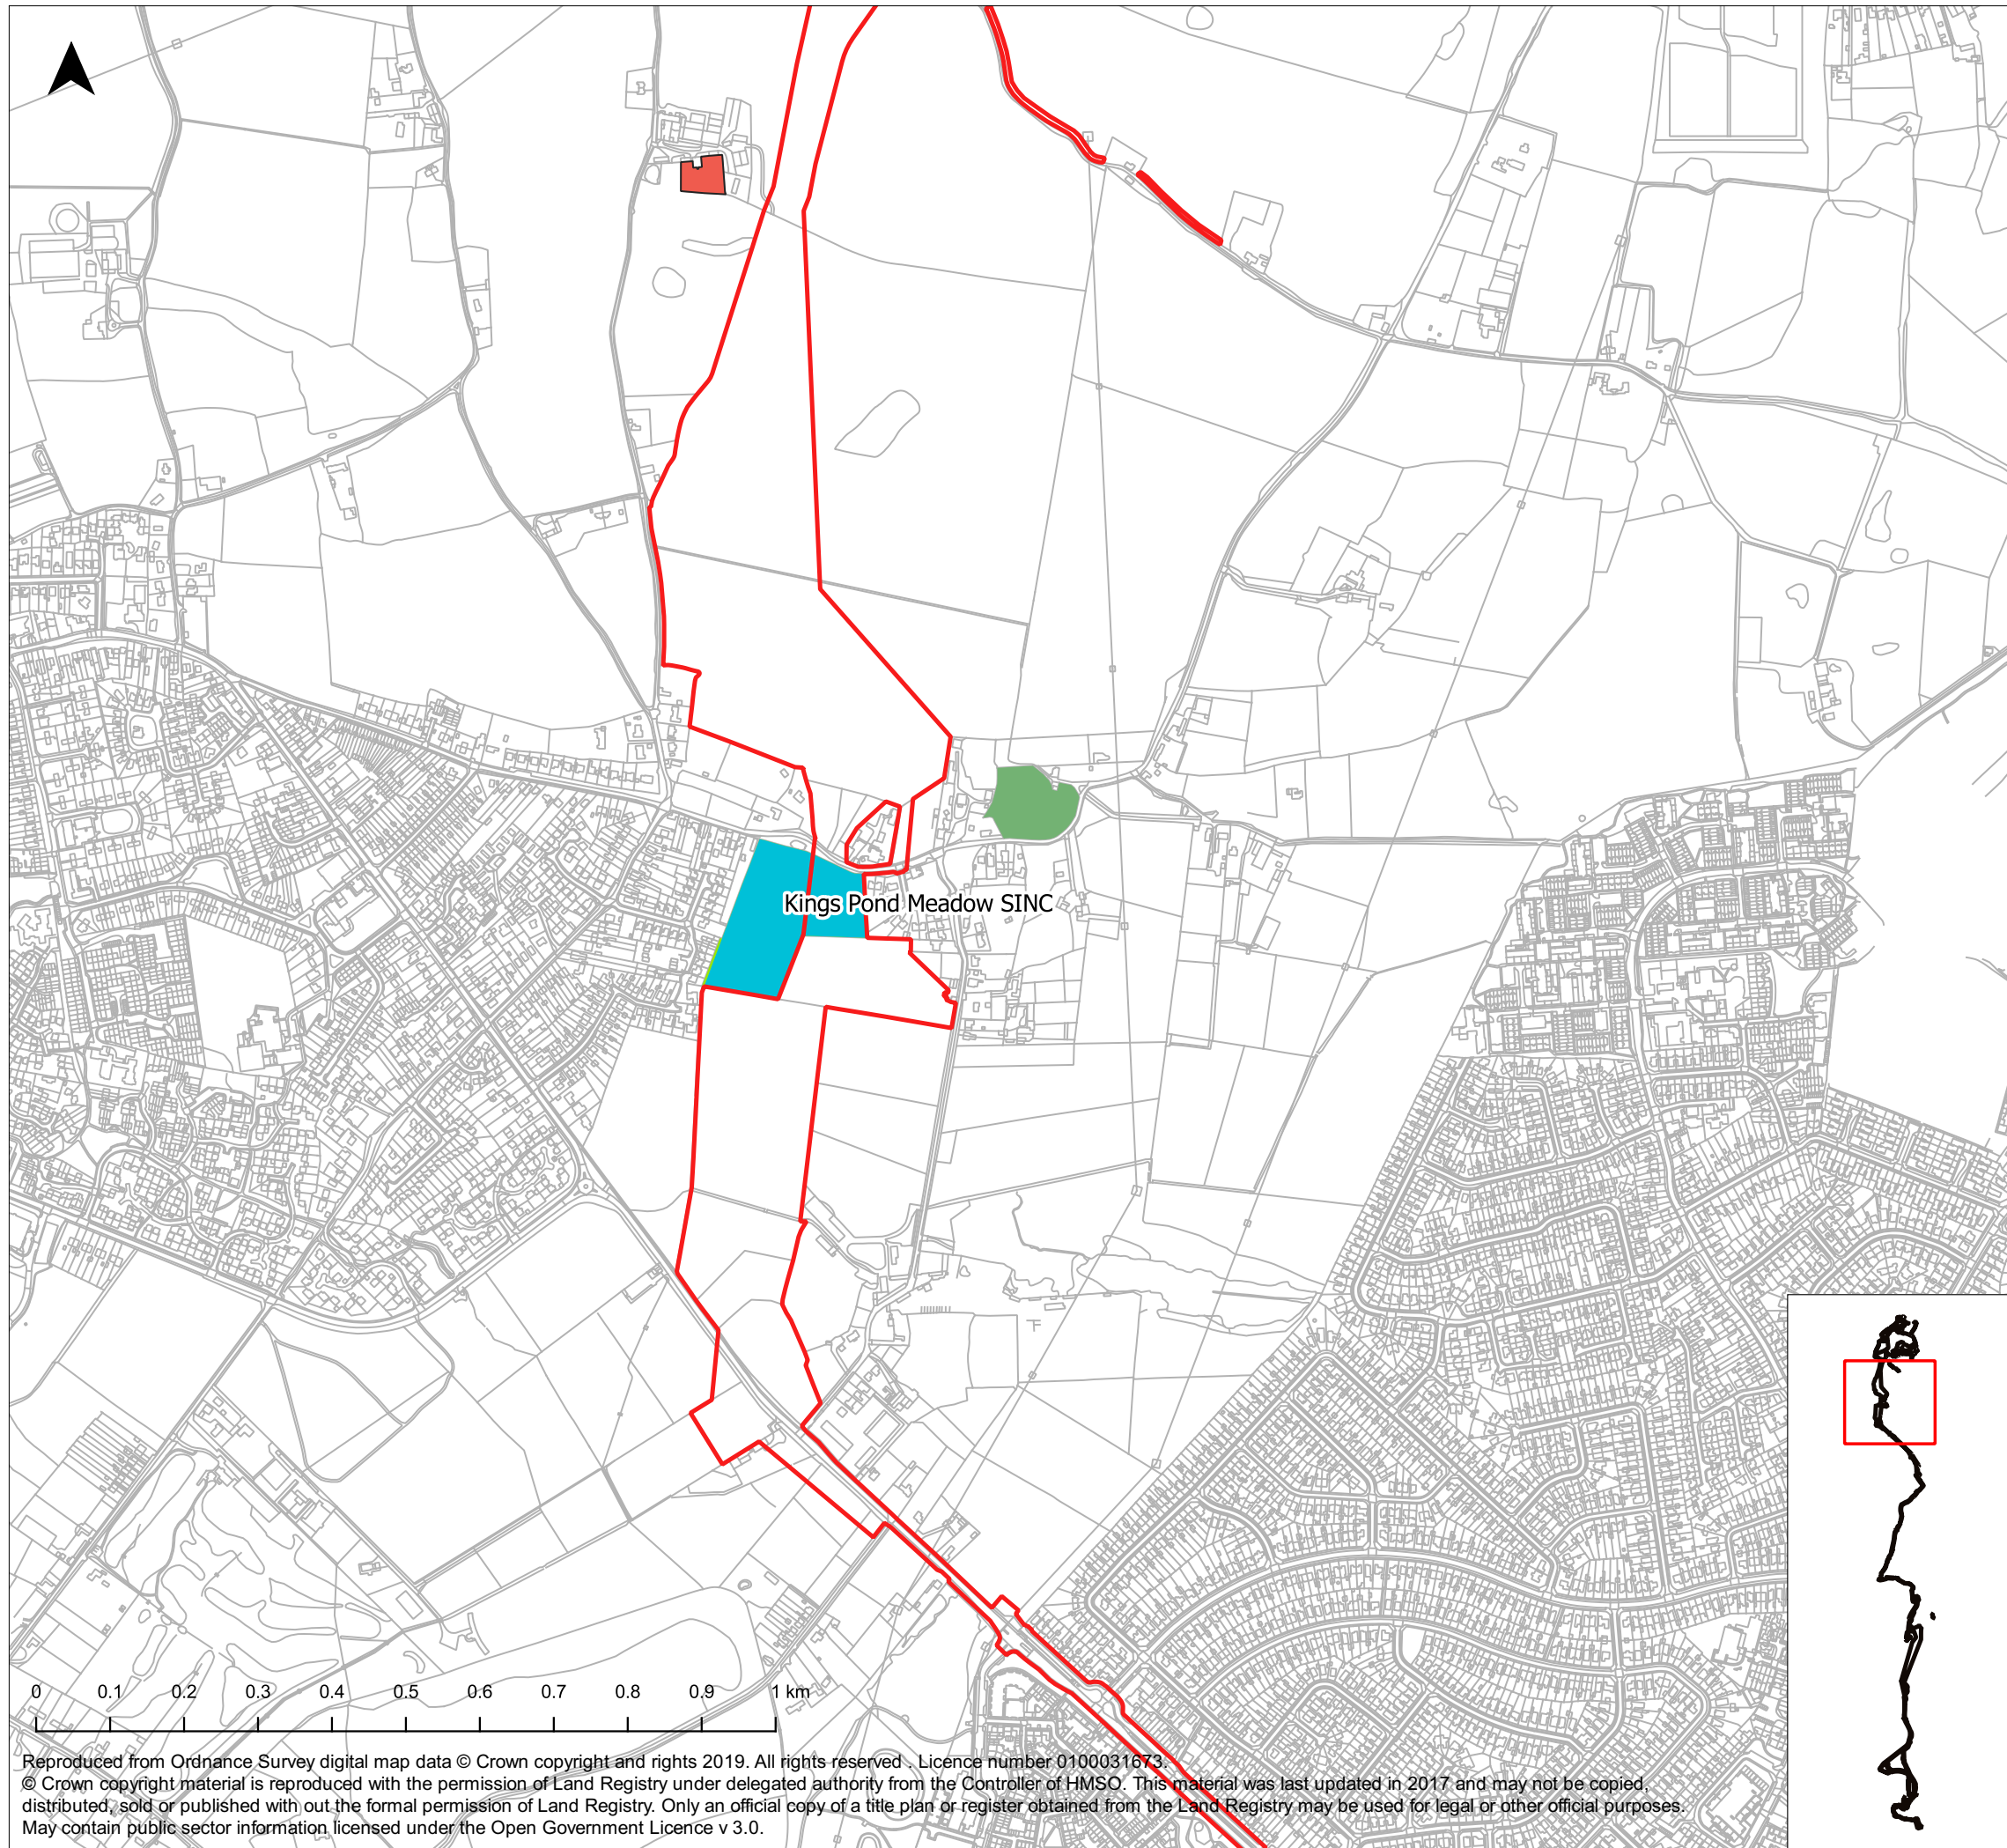 Kings Pond Meadow SINC
0 0.1 0.2 0.3 0.4 0.5 0.6 0.7 0.8 0.9 1 km
Reproduced from Ordnance Survey digital map data © Crown copyright and rights 2019. All rights reserved . Licence number 0100031673.
© Crown copyright material is reproduced with the permission of Land Registry under delegated authority from the Controller of HMSO. This material was last updated in 2017 and may not be copied,
distributed, sold or published with out the formal permission of Land Registry. Only an official copy of a title plan or register obtained from the Land Registry may be used for legal or other official purposes.
May contain public sector information licensed under the Open Government Licence v 3.0.